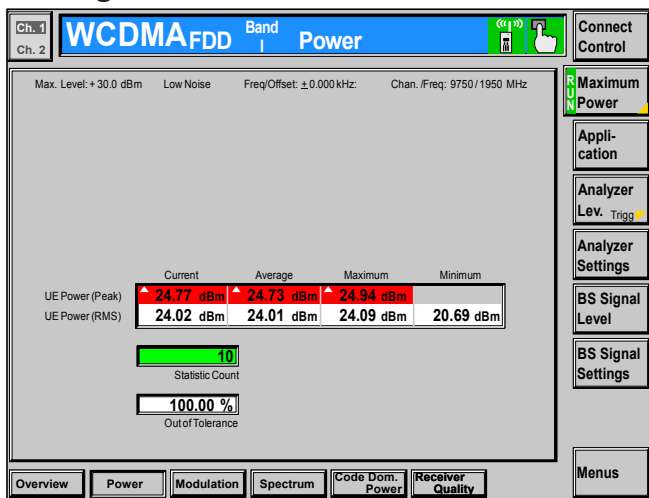 Ch. 1
Ch. 2
WCDMA FDD Band I Power
Connect Control
Max. Level: + 30.0 dBm Low Noise Freq/Offset: ± 0.000 kHz: Chan. /Freq: 9750 / 1950 MHz
RUN
Maximum Power
Appli-
cation
Analyzer
Lev. Trigg
Analyzer
Settings
Current Average Maximum Minimum
UE Power (Peak) 24.77 dBm 24.73 dBm 24.94 dBm
UE Power (RMS) 24.02 dBm 24.01 dBm 24.09 dBm 20.69 dBm
BS Signal
Level
10
Statistic Count
BS Signal
Settings
100.00 %
Out of Tolerance
Overview Power Modulation Spectrum Code Dom. Power Receiver Quality
Menus